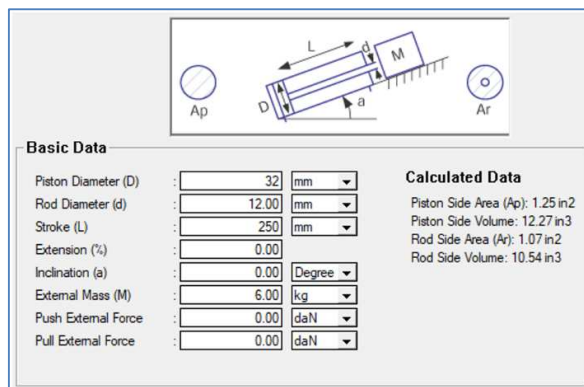 L
d
M
D
a
Ap
Ar
Basic Data
Piston Diameter (D) : 32 mm
Rod Diameter (d) : 12.00 mm
Stroke (L) : 250 mm
Extension (%) : 0.00
Inclination (a) : 0.00 Degree
External Mass (M) : 6.00 kg
Push External Force : 0.00 daN
Pull External Force : 0.00 daN
Calculated Data
Piston Side Area (Ap): 1.25 in2
Piston Side Volume: 12.27 in3
Rod Side Area (Ar): 1.07 in2
Rod Side Volume: 10.54 in3